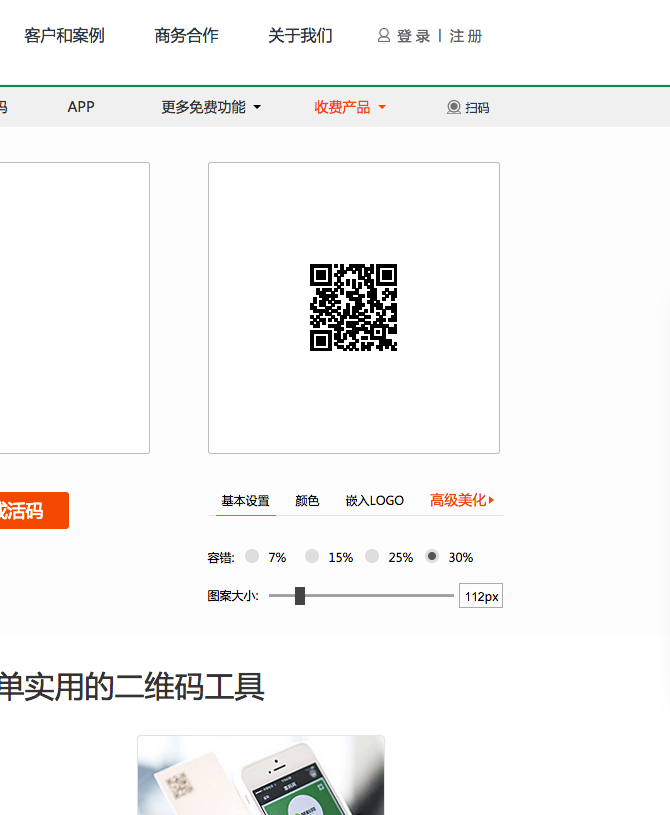 客户和案例 商务合作 关于我们 登录 | 注册
码 APP 更多免费功能 收费产品 扫码
成活码
基本设置 颜色 嵌入LOGO 高级美化
容错: 7% 15% 25% 30%
图案大小: 112px
单实用的二维码工具